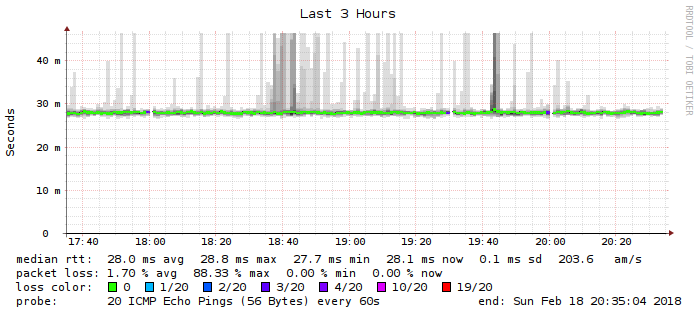 Last 3 Hours
RRDTOOL / TOBI OETIKER
Seconds
40 m
30 m
20 m
10 m
0
17:40 18:00 18:20 18:40 19:00 19:20 19:40 20:00 20:20
median rtt: 28.0 ms avg 28.8 ms max 27.7 ms min 28.1 ms now 0.1 ms sd 203.6 am/s
packet loss: 1.70 % avg 88.33 % max 0.00 % min 0.00 % now
loss color: 0 1/20 2/20 3/20 4/20 10/20 19/20
probe: 20 ICMP Echo Pings (56 Bytes) every 60s end: Sun Feb 18 20:35:04 2018